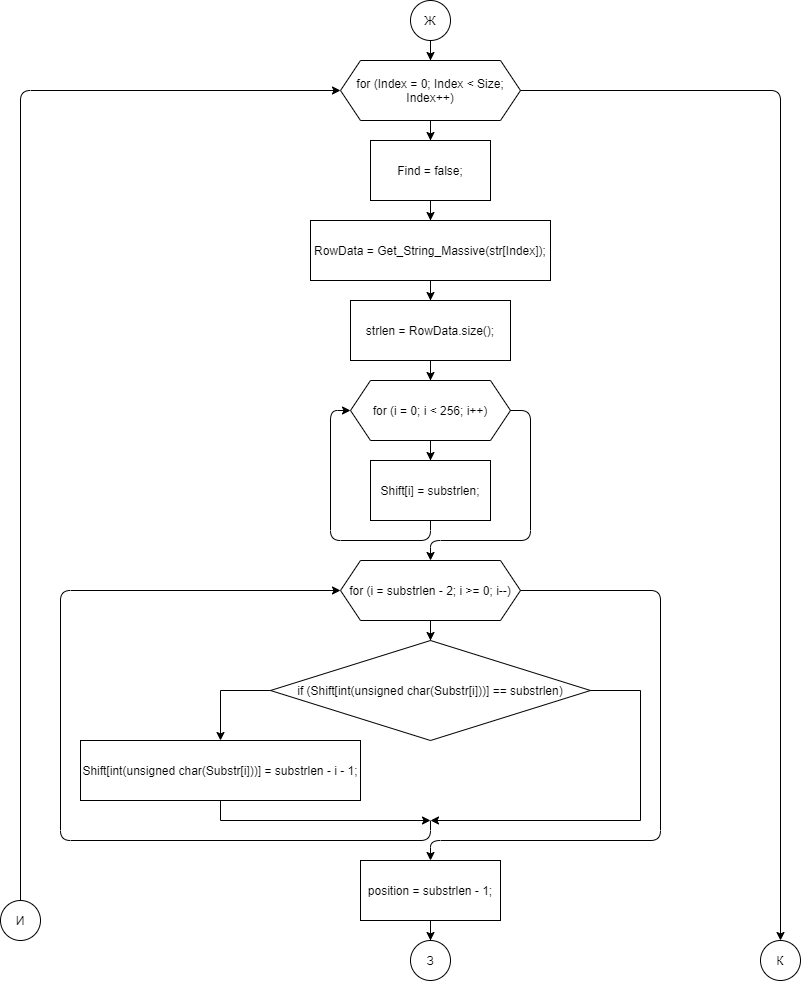 Ж
for (Index = 0; Index < Size;
Index++)
Find = false;
RowData = Get_String_Massive(str[Index]);
strlen = RowData.size();
for (i = 0; i < 256; i++)
Shift[i] = substrlen;
for (i = substrlen - 2; i >= 0; i--)
if (Shift[int(unsigned char(Substr[i]))] == substrlen)
Shift[int(unsigned char(Substr[i]))] = substrlen - i - 1;
position = substrlen - 1;
И
З
К